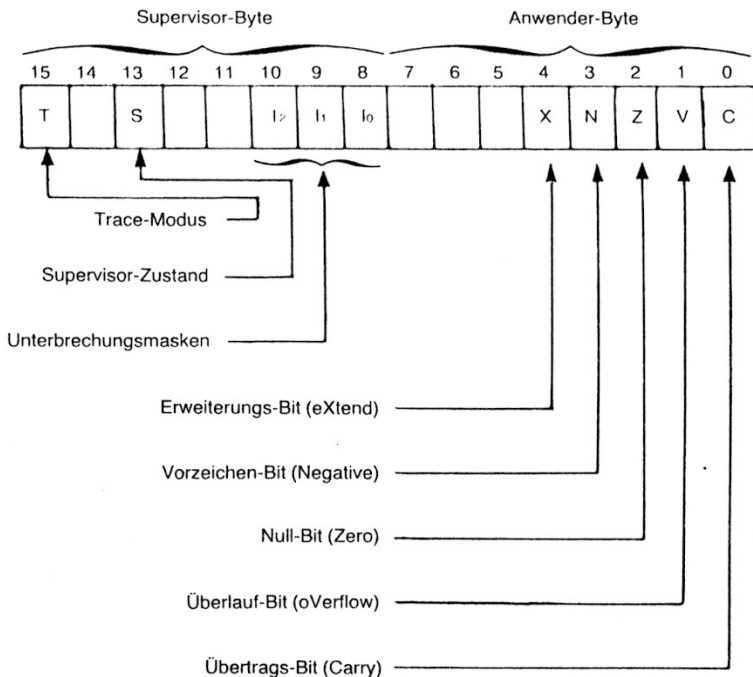 Supervisor-Byte Anwender-Byte
15 14 13 12 11 10 9 8 7 6 5 4 3 2 1 0
T S I₂ I₁ I₀ X N Z V C
Trace-Modus
Supervisor-Zustand
Unterbrechungsmasken
Erweiterungs-Bit (eXtend)
Vorzeichen-Bit (Negative)
Null-Bit (Zero)
Überlauf-Bit (oVerflow)
Übertrags-Bit (Carry)